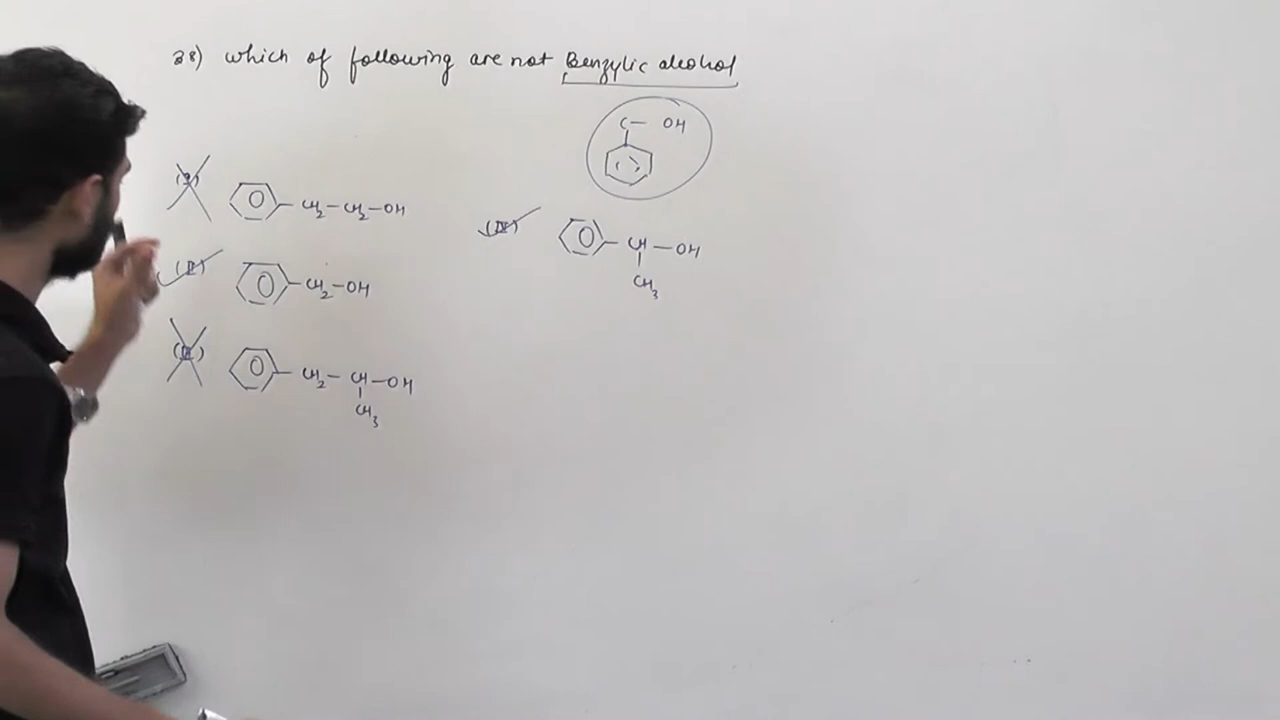 28) which of following are not Benzylic alcohol
C— OH
(I) —CH2—CH2—OH
(II) —CH2—OH
(III) —CH2—CH—OH
CH3
(IV) —CH—OH
CH3